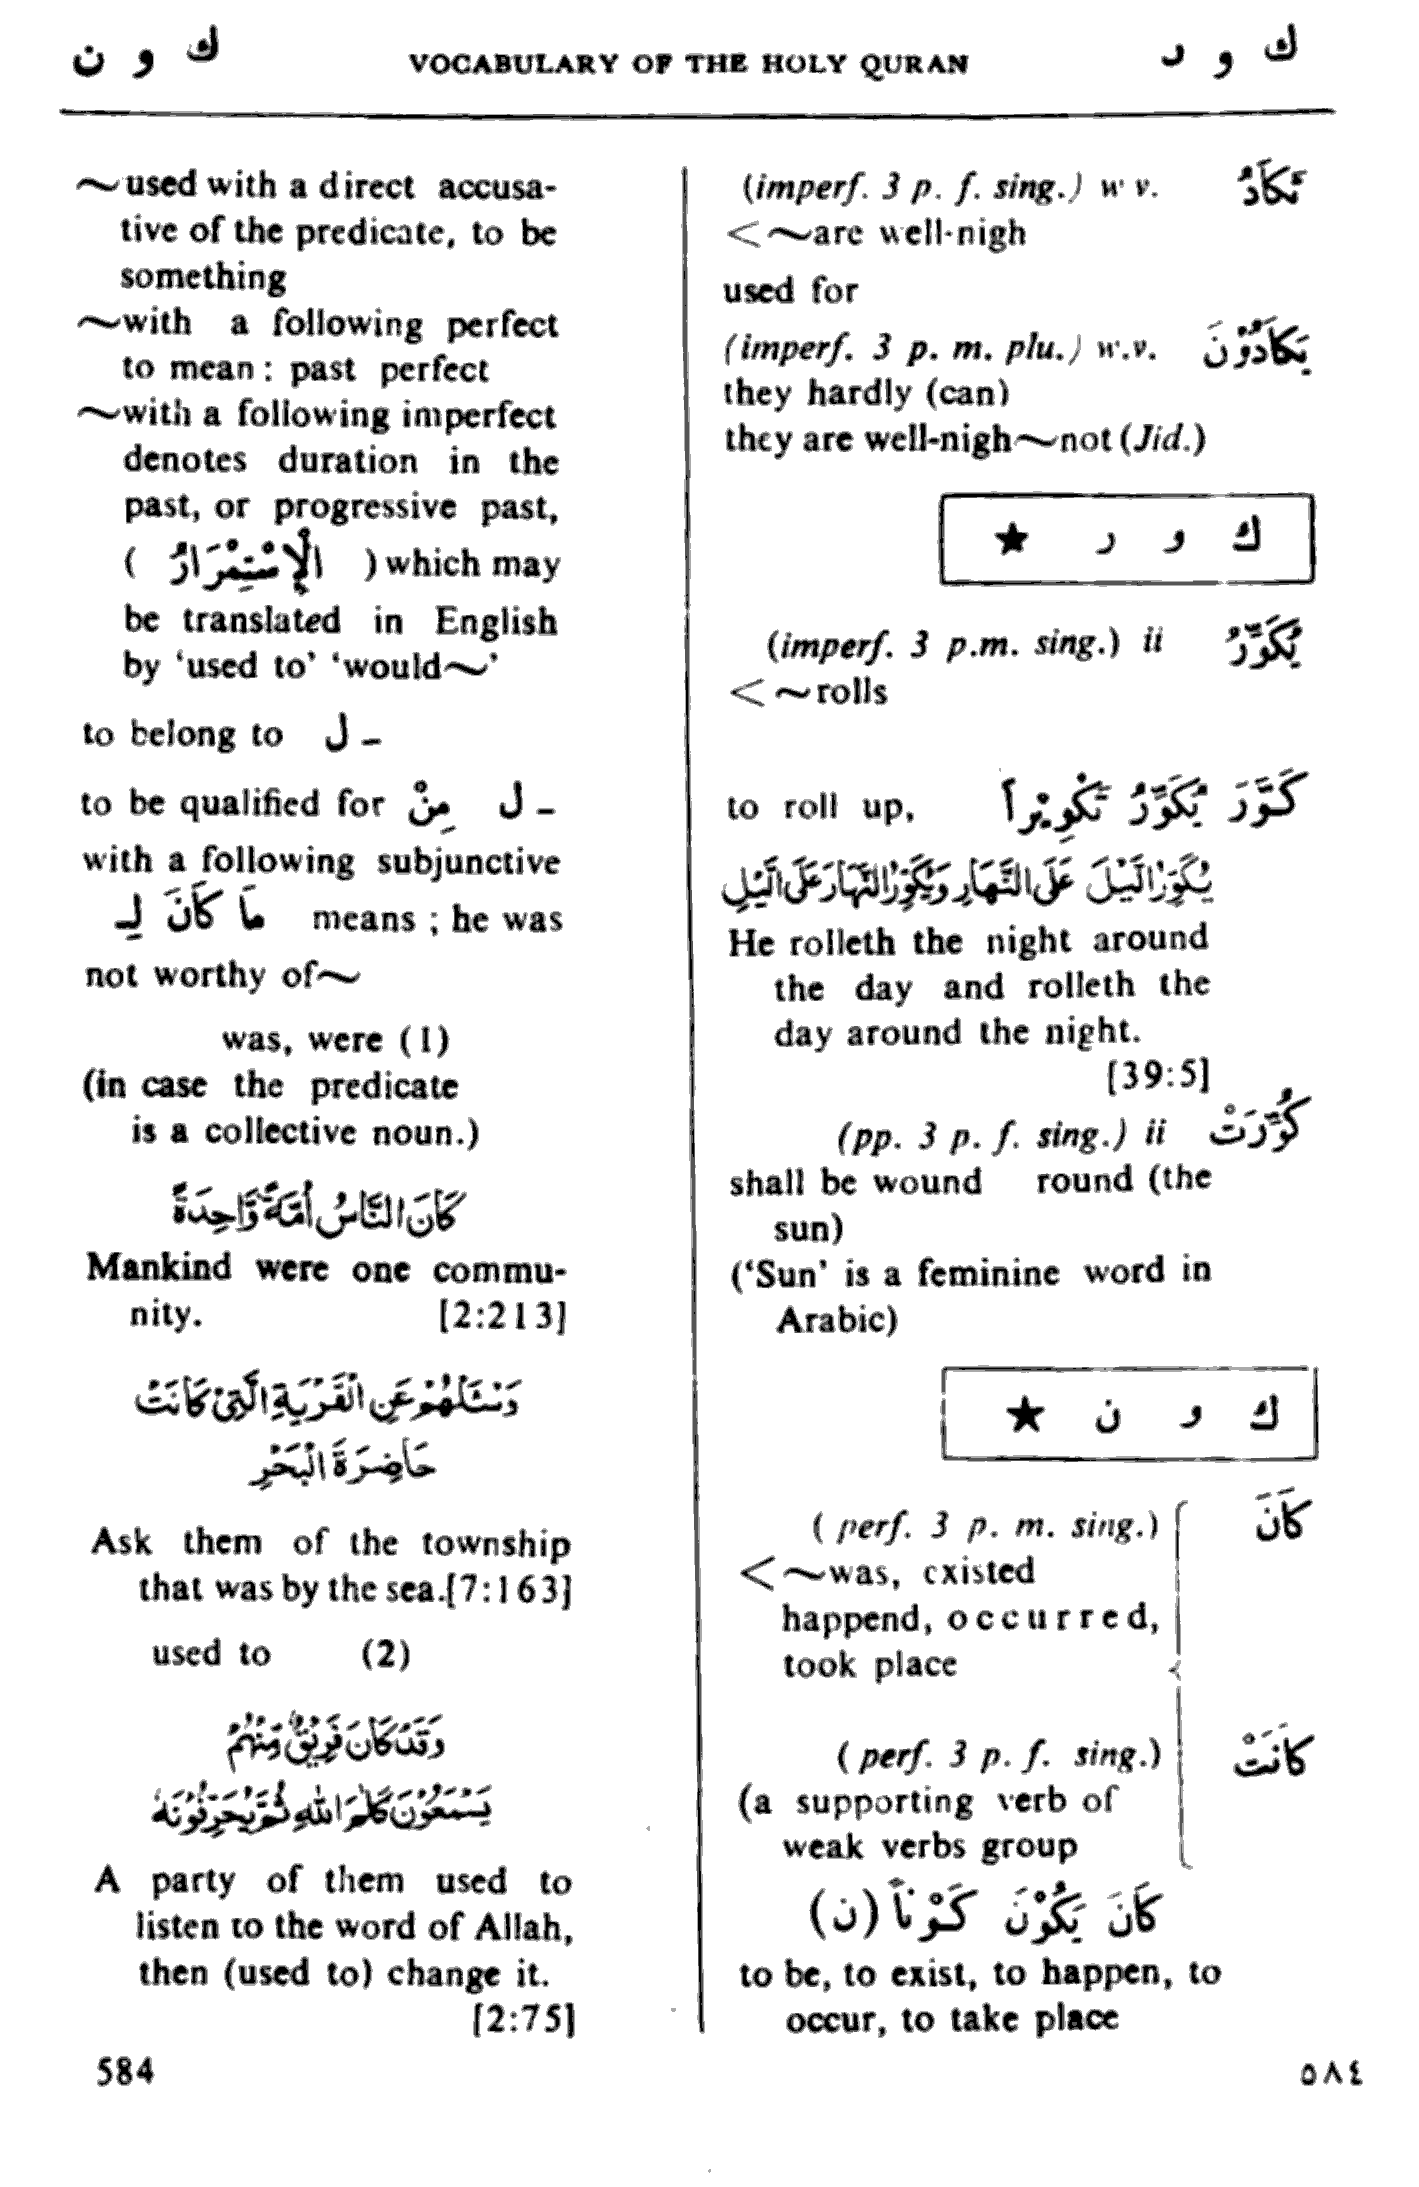 ك و ن VOCABULARY OF THE HOLY QURAN ك و د
(imperf. 3 p. f. sing.) w v. تَكَادُ
<~are well-nigh
used for
(imperf. 3 p. m. plu.) w.v. يَكَادُوْنَ
they hardly (can)
they are well-nigh~not (Jid.)
ك و ر ★
(imperf. 3 p.m. sing.) ii يُكَوِّرُ
<~rolls
to roll up, كَوَّرَ يُكَوِّرُ تَكْوِيْراً
يُكَوِّرُ الَّيْلَ عَلَى النَّهَارِ وَيُكَوِّرُ النَّهَارَ عَلَى الَّيْلِ
He rolleth the night around
the day and rolleth the
day around the night.
[39:5]
(pp. 3 p. f. sing.) ii كُوِّرَتْ
shall be wound round (the
sun)
(‘Sun’ is a feminine word in
Arabic)
ك و ن ★
( perf. 3 p. m. sing.) كَانَ
<~was, existed
happend, occurred,
took place
( perf. 3 p. f. sing.) كَانَتْ
(a supporting verb of
weak verbs group
كَانَ يَكُوْنُ كَوْناً (ن)
to be, to exist, to happen, to
occur, to take place
~used with a direct accusa-
tive of the predicate, to be
something
~with a following perfect
to mean : past perfect
~with a following imperfect
denotes duration in the
past, or progressive past,
( الْإِسْتِمْرَارُ ) which may
be translated in English
by ‘used to’ ‘would~’
to belong to ل -
to be qualified for مِنْ ل -
with a following subjunctive
مَا كَانَ لِـ means ; he was
not worthy of~
was, were (1)
(in case the predicate
is a collective noun.)
كَانَ النَّاسُ أُمَّةً وَّاحِدَةً
Mankind were one commu-
nity. [2:213]
وَسْـَٔلْهُمْ عَنِ الْقَرْيَةِ الَّتِيْ كَانَتْ
حَاضِرَةَ الْبَحْرِ
Ask them of the township
that was by the sea.[7:163]
used to (2)
وَقَدْ كَانَ فَرِيْقٌ مِّنْهُمْ
يَسْمَعُوْنَ كَلٰمَ اللّٰهِ ثُمَّ يُحَرِّفُوْنَهٗ
A party of them used to
listen to the word of Allah,
then (used to) change it.
[2:75]
584 ٥٨٤